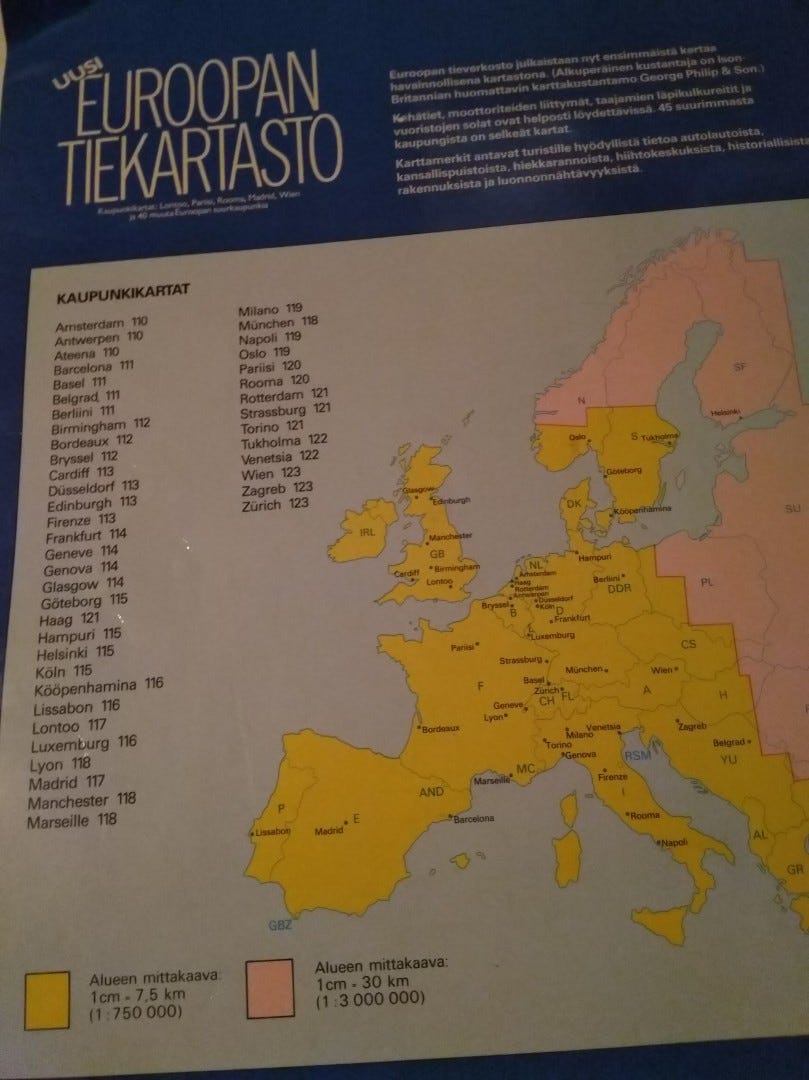 UUSI
EUROOPAN
TIEKARTASTO
Kaupunkikartat: Lontoo, Pariisi, Rooma, Madrid, Wien
ja 40 muuta Euroopan suurkaupunkia
Euroopan tieverkosto julkaistaan nyt ensimmäistä kertaa
havainnollisena kartastona. (Alkuperäinen kustantaja on Ison-
Britannian huomattavin karttakustantamo George Philip & Son.)
Kehätiet, moottoriteiden liittymät, taajamien läpikulkureitit ja
vuoristojen solat ovat helposti löydettävissä. 45 suurimmasta
kaupungista on selkeät kartat.
Karttamerkit antavat turistille hyödyllistä tietoa autolautoista,
kansallispuistoista, hiekkarannoista, hiihtokeskuksista, historiallisista
rakennuksista ja luonnonnähtävyyksistä.
KAUPUNKIKARTAT
Amsterdam 110
Antwerpen 110
Ateena 110
Barcelona 111
Basel 111
Belgrad 111
Berliini 111
Birmingham 112
Bordeaux 112
Bryssel 112
Cardiff 113
Düsseldorf 113
Edinburgh 113
Firenze 113
Frankfurt 114
Geneve 114
Genova 114
Glasgow 114
Göteborg 115
Haag 121
Hampuri 115
Helsinki 115
Köln 115
Kööpenhamina 116
Lissabon 116
Lontoo 117
Luxemburg 116
Lyon 118
Madrid 117
Manchester 118
Marseille 118
Milano 119
München 118
Napoli 119
Oslo 119
Pariisi 120
Rooma 120
Rotterdam 121
Strassburg 121
Torino 121
Tukholma 122
Venetsia 122
Wien 123
Zagreb 123
Zürich 123
SF
N
Helsinki
Oslo
S
Tukholma
Göteborg
SU
Glasgow
Edinburgh
DK
Kööpenhamina
IRL
Manchester
GB
Birmingham
Cardiff
Lontoo
NL
Hampuri
Amsterdam
Haag
Rotterdam
Antwerpen
Berliini
DDR
PL
Bryssel
B
Düsseldorf
Köln
D
Frankfurt
L
Luxemburg
Pariisi
CS
Strassburg
München
Wien
Basel
Zürich
F
CH
FL
A
H
Geneve
Lyon
Bordeaux
Venetsia
Milano
Zagreb
Torino
Genova
RSM
Belgrad
YU
Marseille
MC
Firenze
AND
I
P
E
Lissabon
Madrid
Barcelona
Rooma
AL
Napoli
GR
GBZ
Alueen mittakaava:
1cm = 7,5 km
(1:750 000)
Alueen mittakaava:
1cm = 30 km
(1:3 000 000)